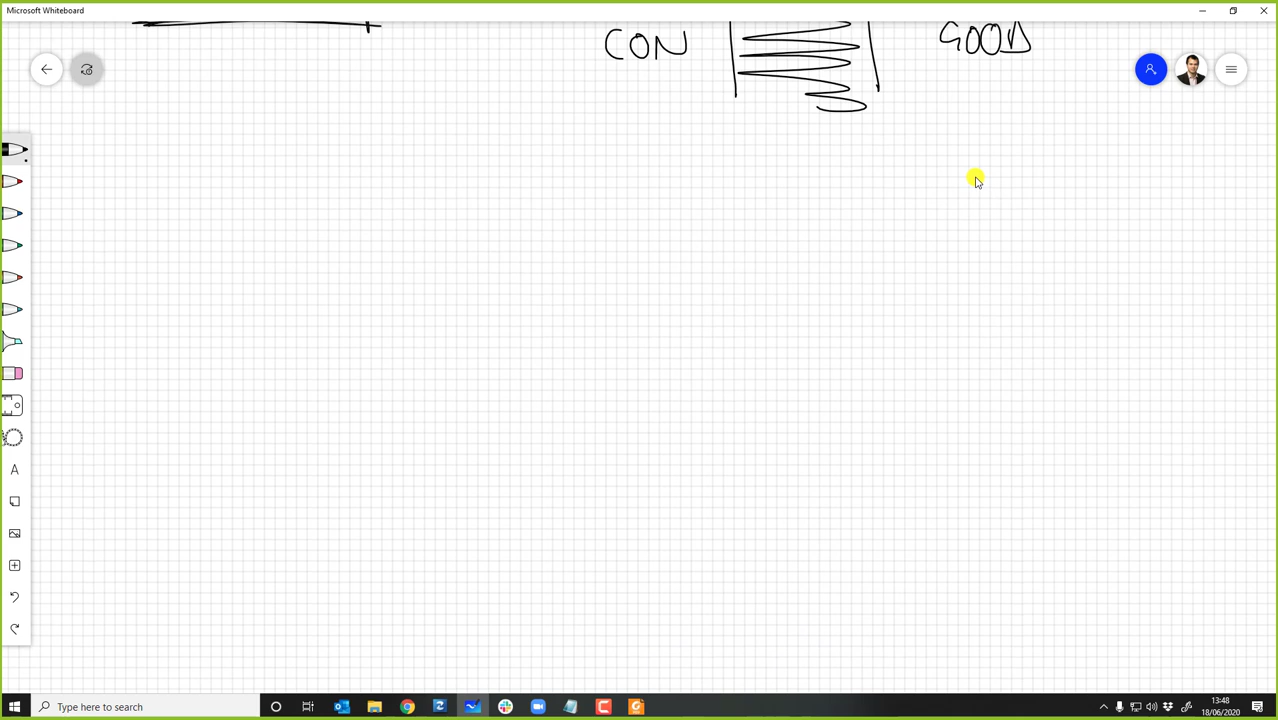 Microsoft Whiteboard
CON
GOOD
A
Type here to search
13:48
18/06/2020